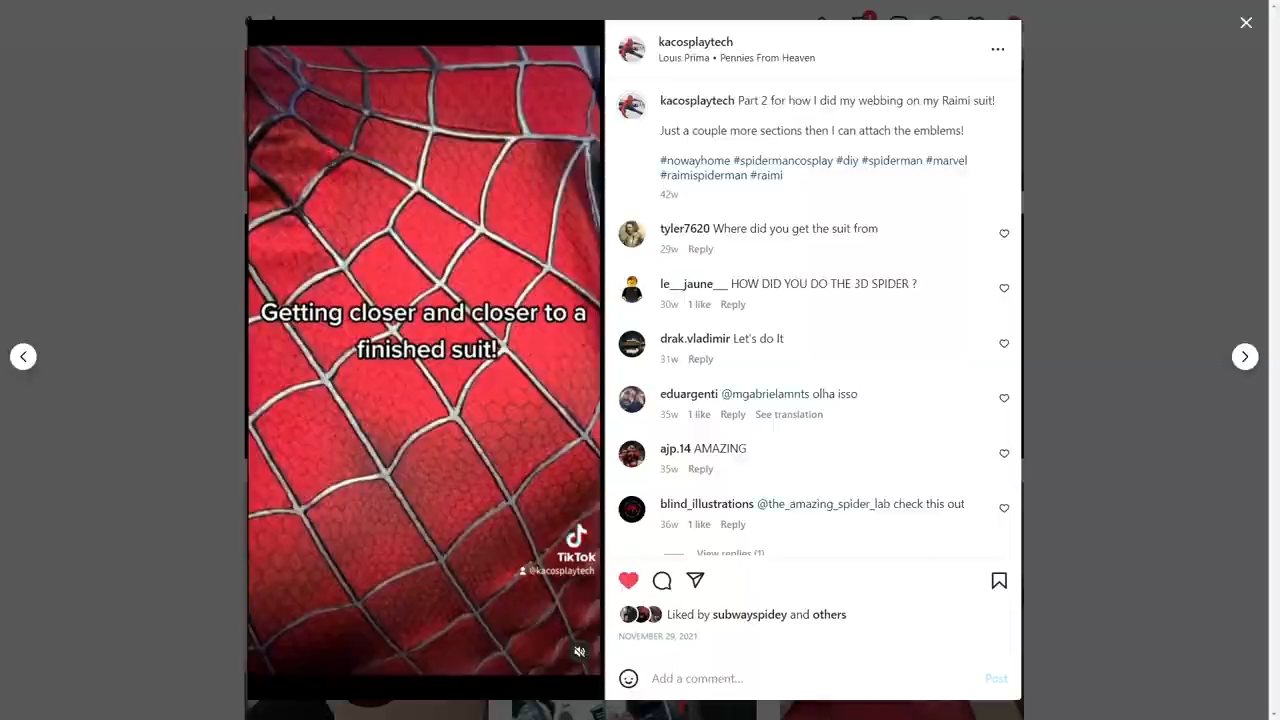 Getting closer and closer to a
finished suit!
TikTok
@kacosplaytech
kacosplaytech
Louis Prima • Pennies From Heaven
kacosplaytech Part 2 for how I did my webbing on my Raimi suit!
Just a couple more sections then I can attach the emblems!
#nowayhome #spidermancosplay #diy #spiderman #marvel
#raimispiderman #raimi
42w
tyler7620 Where did you get the suit from
29w Reply
le__jaune__ HOW DID YOU DO THE 3D SPIDER ?
30w 1 like Reply
drak.vladimir Let's do It
31w Reply
eduargenti @mgabrielamnts olha isso
35w 1 like Reply See translation
ajp.14 AMAZING
35w Reply
blind_illustrations @the_amazing_spider_lab check this out
36w 1 like Reply
View replies (1)
Liked by subwayspidey and others
NOVEMBER 29, 2021
Add a comment...
Post